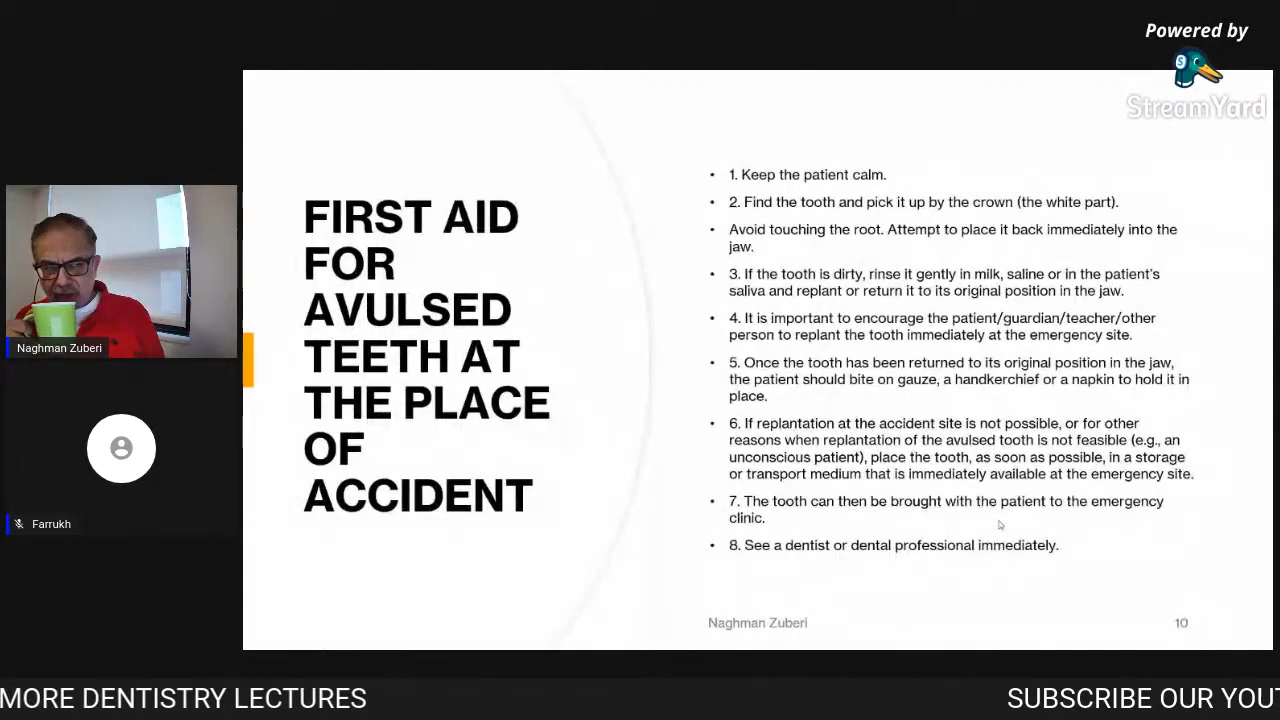 Powered by
StreamYard
FIRST AID
FOR
AVULSED
TEETH AT
THE PLACE
OF
ACCIDENT
• 1. Keep the patient calm.
• 2. Find the tooth and pick it up by the crown (the white part).
• Avoid touching the root. Attempt to place it back immediately into the
jaw.
• 3. If the tooth is dirty, rinse it gently in milk, saline or in the patient's
saliva and replant or return it to its original position in the jaw.
• 4. It is important to encourage the patient/guardian/teacher/other
person to replant the tooth immediately at the emergency site.
• 5. Once the tooth has been returned to its original position in the jaw,
the patient should bite on gauze, a handkerchief or a napkin to hold it in
place.
• 6. If replantation at the accident site is not possible, or for other
reasons when replantation of the avulsed tooth is not feasible (e.g., an
unconscious patient), place the tooth, as soon as possible, in a storage
or transport medium that is immediately available at the emergency site.
• 7. The tooth can then be brought with the patient to the emergency
clinic.
• 8. See a dentist or dental professional immediately.
Naghman Zuberi
10
Naghman Zuberi
Farrukh
MORE DENTISTRY LECTURES
SUBSCRIBE OUR YOU